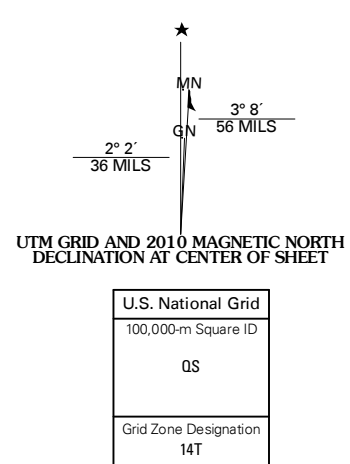 ★
MN
3° 8´
56 MILS
GN
2° 2´
36 MILS
UTM GRID AND 2010 MAGNETIC NORTH
DECLINATION AT CENTER OF SHEET
U.S. National Grid
100,000-m Square ID
QS
Grid Zone Designation
14T